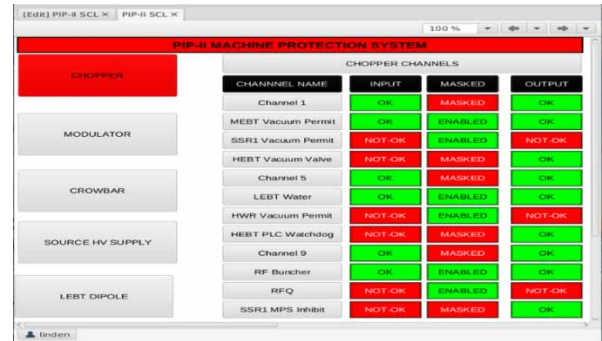 [Edit] PIP-II SCL × PIP-II SCL ×
100 %
PIP-II MACHINE PROTECTION SYSTEM
CHOPPER
MODULATOR
CROWBAR
SOURCE HV SUPPLY
LEBT DIPOLE
CHOPPER CHANNELS
CHANNNEL NAME INPUT MASKED OUTPUT
Channel 1 OK MASKED OK
MEBT Vacuum Permit OK ENABLED OK
SSR1 Vacuum Permit NOT-OK ENABLED NOT-OK
HEBT Vacuum Valve NOT-OK MASKED OK
Channel 5 OK MASKED OK
LEBT Water OK ENABLED OK
HWR Vacuum Permit NOT-OK ENABLED NOT-OK
HEBT PLC Watchdog NOT-OK MASKED OK
Channel 9 OK MASKED OK
RF Buncher OK ENABLED OK
RFQ NOT-OK ENABLED NOT-OK
SSR1 MPS Inhibit NOT-OK MASKED OK
linden